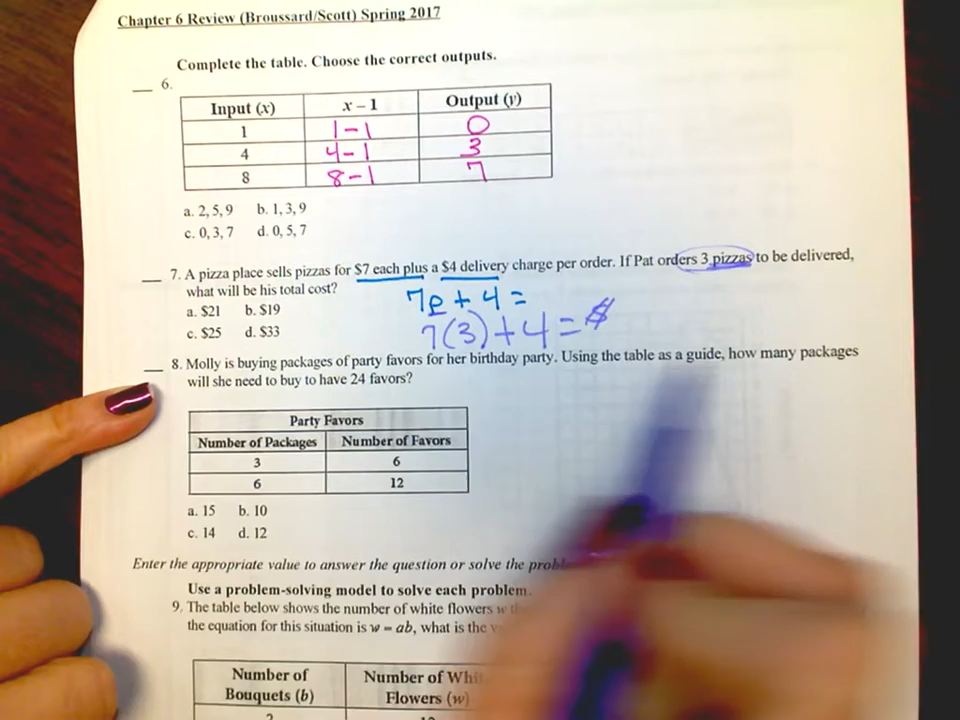 Chapter 6 Review (Broussard/Scott) Spring 2017
Complete the table. Choose the correct outputs.
6.
Input (x) x – 1 Output (y)
1 1-1 0
4 4-1 3
8 8-1 7
a. 2, 5, 9 b. 1, 3, 9
c. 0, 3, 7 d. 0, 5, 7
7. A pizza place sells pizzas for $7 each plus a $4 delivery charge per order. If Pat orders 3 pizzas to be delivered,
what will be his total cost?
7p + 4 =
a. $21 b. $19
c. $25 d. $33
7(3) + 4 = $
8. Molly is buying packages of party favors for her birthday party. Using the table as a guide, how many packages
will she need to buy to have 24 favors?
Party Favors
Number of Packages Number of Favors
3 6
6 12
a. 15 b. 10
c. 14 d. 12
Enter the appropriate value to answer the question or solve the
Use a problem-solving model to solve each problem.
9. The table below shows the number of white flowers w
the equation for this situation is w = ab, what is the
Number of Number of
Bouquets (b) Flowers (w)